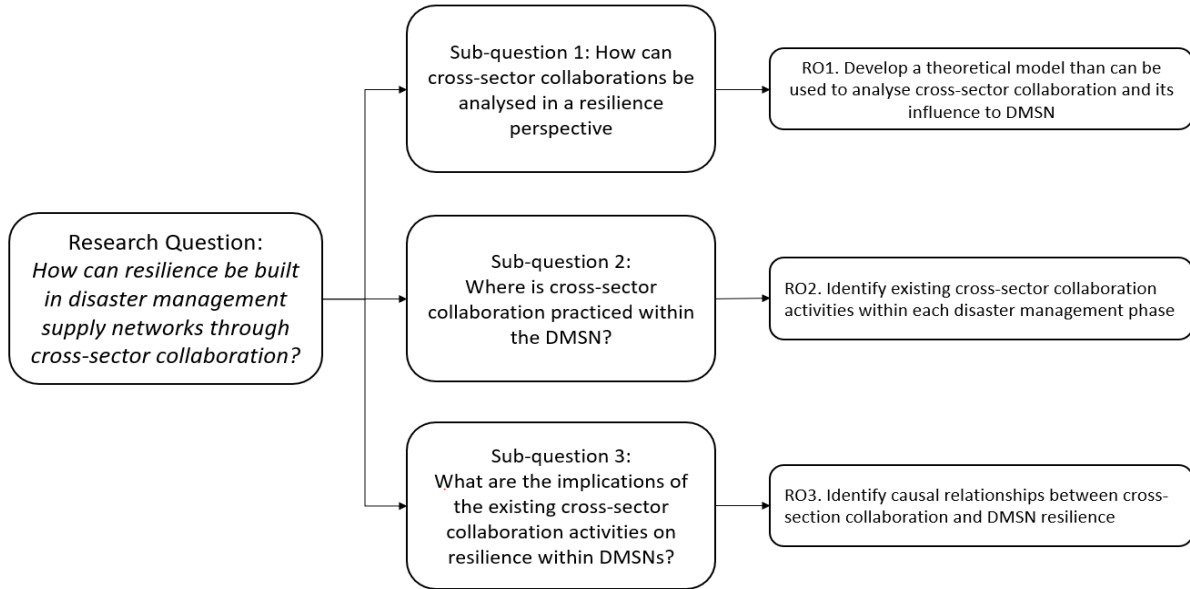 Research Question:
How can resilience be built
in disaster management
supply networks through
cross-sector collaboration?
Sub-question 1: How can
cross-sector collaborations be
analysed in a resilience
perspective
RO1. Develop a theoretical model than can be
used to analyse cross-sector collaboration and its
influence to DMSN
Sub-question 2:
Where is cross-sector
collaboration practiced within
the DMSN?
RO2. Identify existing cross-sector collaboration
activities within each disaster management phase
Sub-question 3:
What are the implications of
the existing cross-sector
collaboration activities on
resilience within DMSNs?
RO3. Identify causal relationships between cross-
section collaboration and DMSN resilience